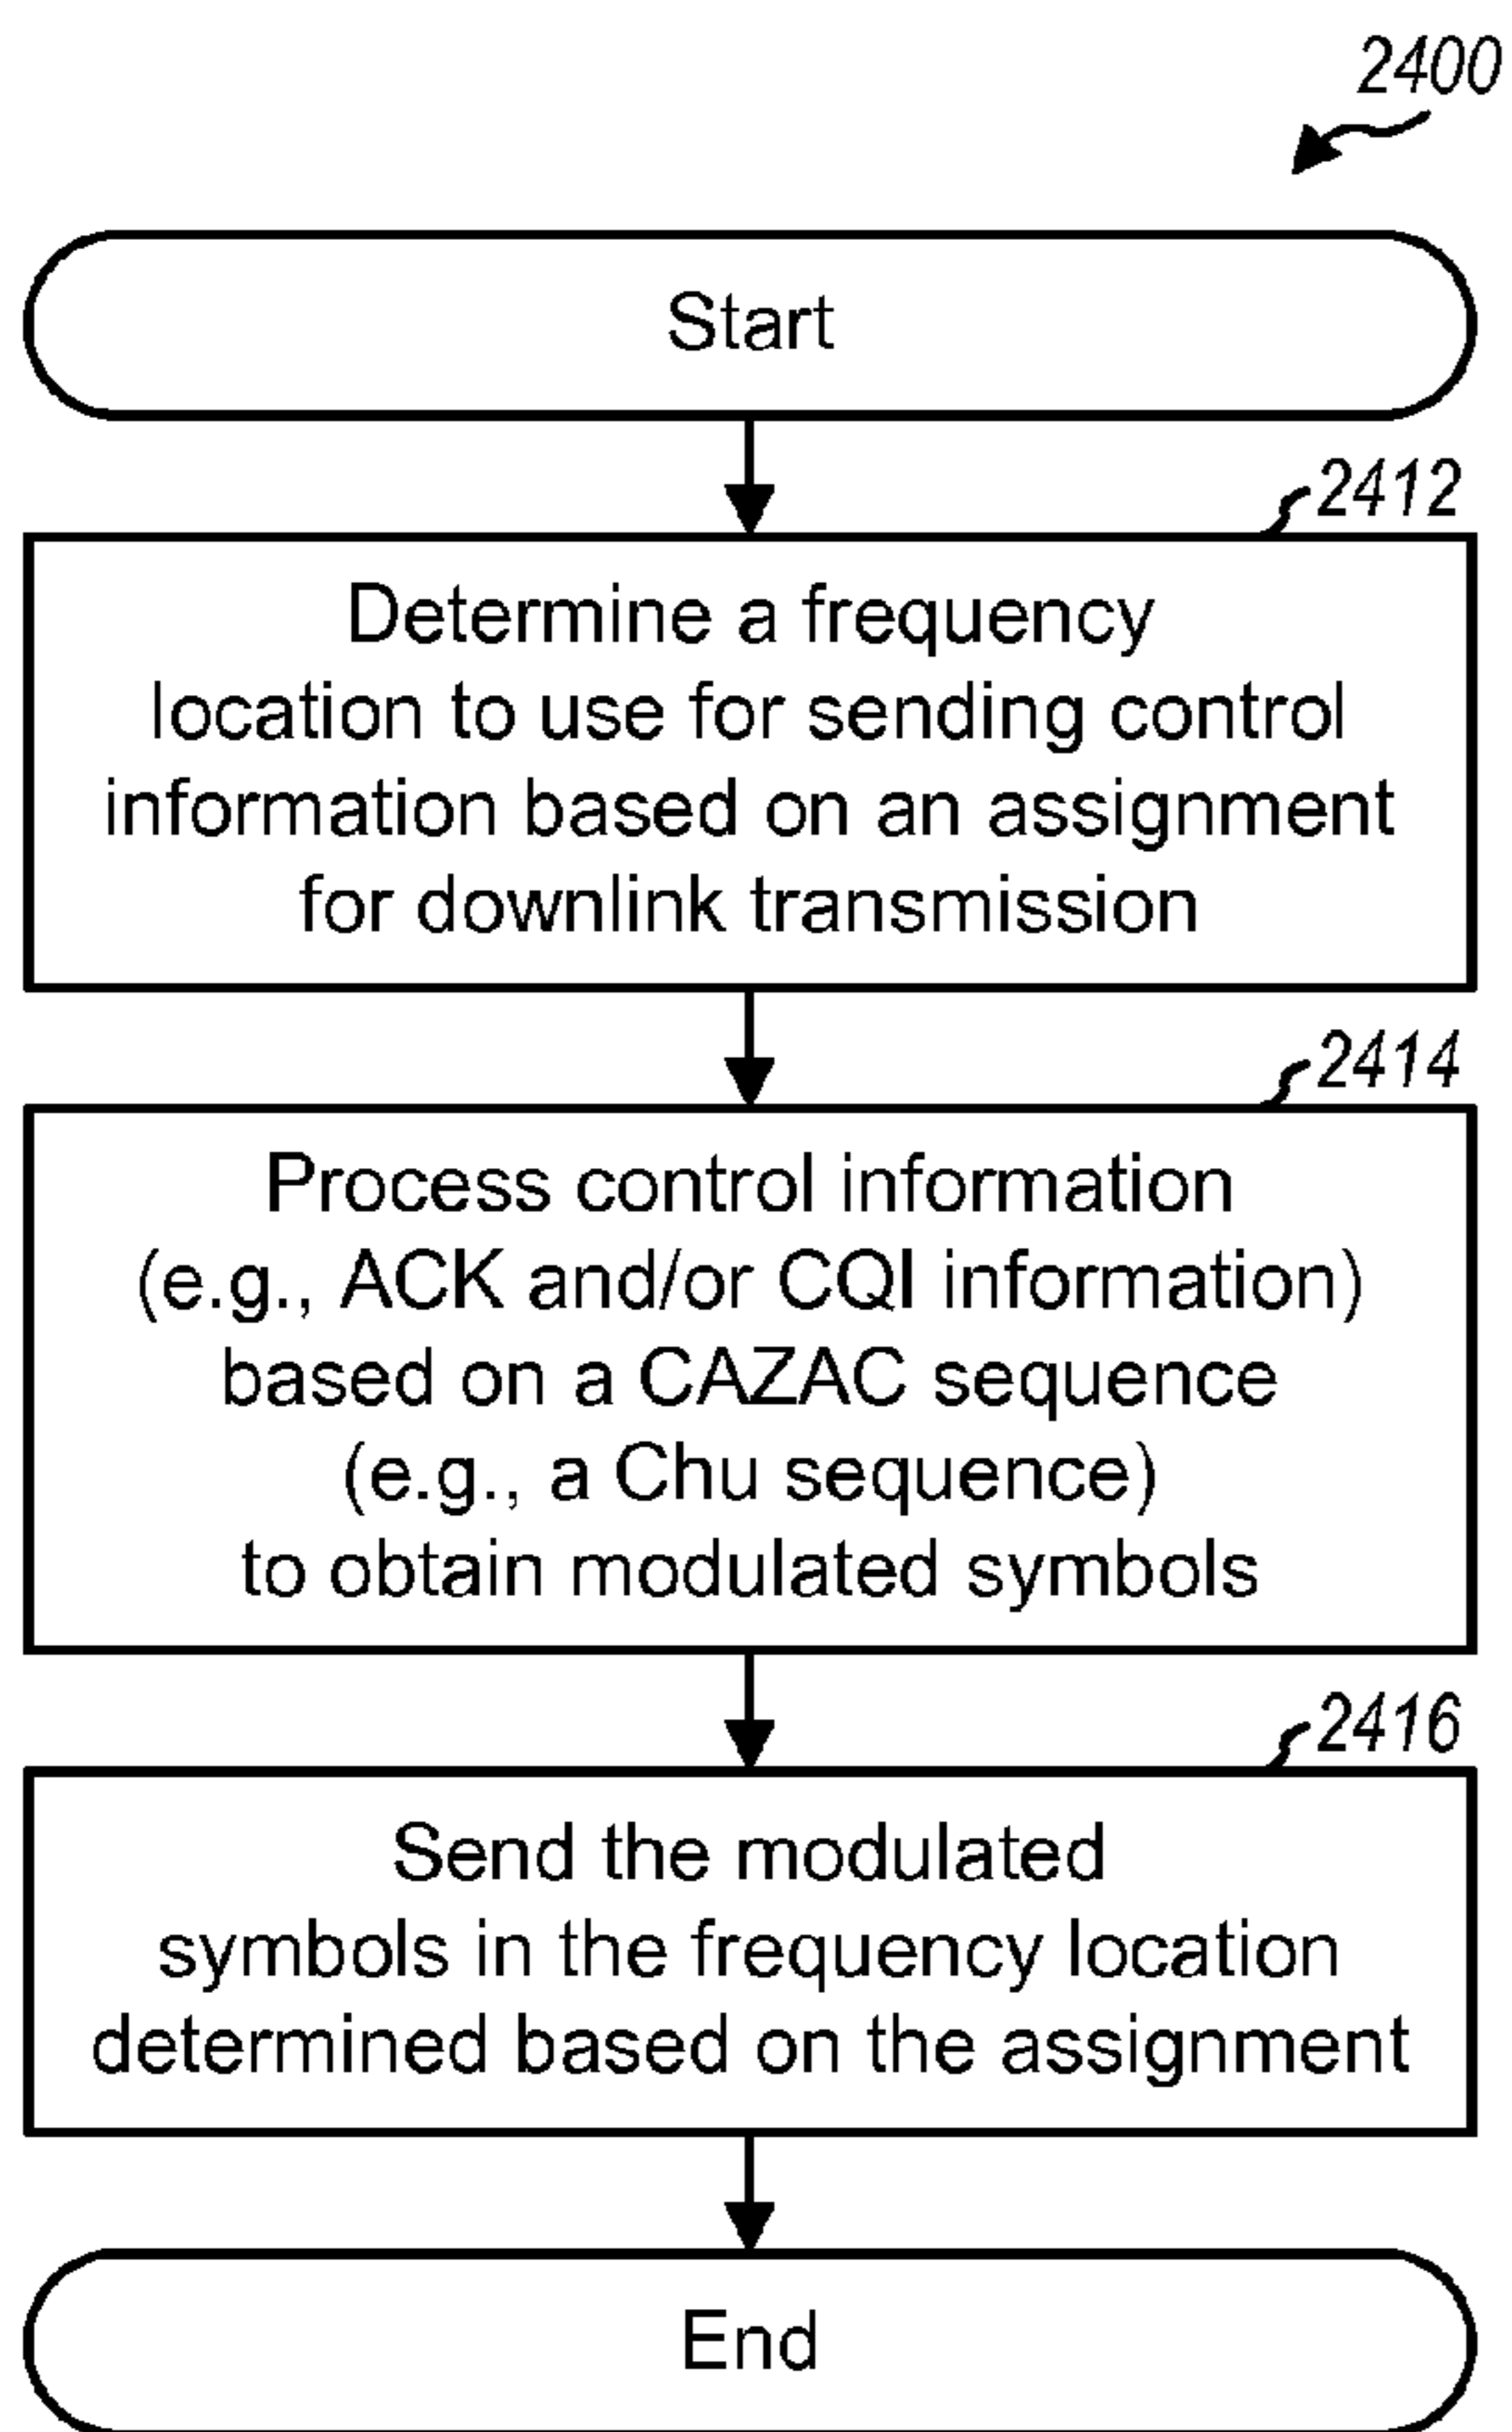 2400
Start
2412
Determine a frequency
location to use for sending control
information based on an assignment
for downlink transmission
2414
Process control information
(e.g., ACK and/or CQI information)
based on a CAZAC sequence
(e.g., a Chu sequence)
to obtain modulated symbols
2416
Send the modulated
symbols in the frequency location
determined based on the assignment
End